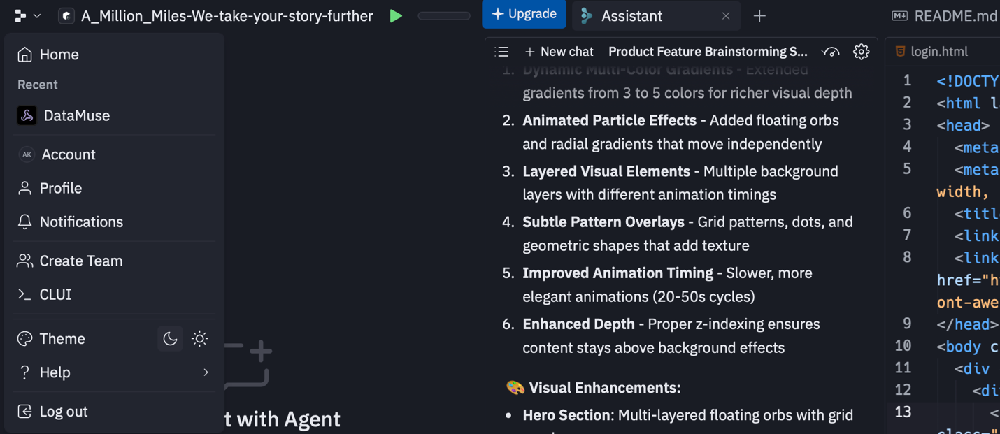 A_Million_Miles-We-take-your-story-further
Upgrade
Assistant
README.md
Home
Recent
DataMuse
AK Account
Profile
Notifications
Create Team
CLUI
Theme
Help
Log out
t with Agent
New chat
Product Feature Brainstorming S...
1. Dynamic Multi-Color Gradients - Extended
gradients from 3 to 5 colors for richer visual depth
2. Animated Particle Effects - Added floating orbs
and radial gradients that move independently
3. Layered Visual Elements - Multiple background
layers with different animation timings
4. Subtle Pattern Overlays - Grid patterns, dots, and
geometric shapes that add texture
5. Improved Animation Timing - Slower, more
elegant animations (20-50s cycles)
6. Enhanced Depth - Proper z-indexing ensures
content stays above background effects
🎨 Visual Enhancements:
• Hero Section: Multi-layered floating orbs with grid
login.html
1 <!DOCTY
2 <html l
3 <head>
4 <meta
5 <meta
width,
6 <titl
7 <link
8 <link
href="h
ont-awe
9 </head>
10 <body c
11 <div
12 <di
13 <
class="